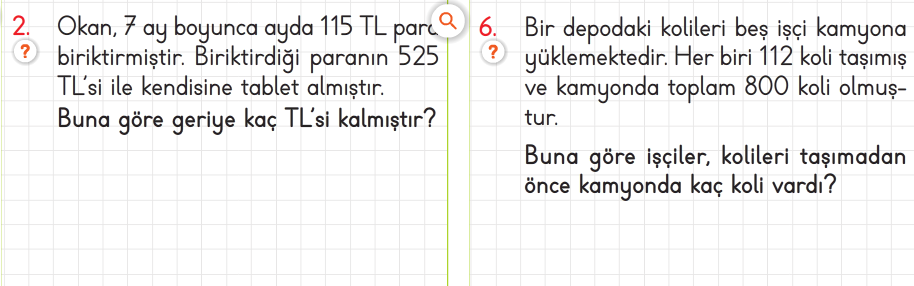 2.
?
Okan, 7 ay boyunca ayda 115 TL para
biriktirmiştir. Biriktirdiği paranın 525
TL'si ile kendisine tablet almıştır.
Buna göre geriye kaç TL'si kalmıştır?
6.
?
Bir depodaki kolileri beş işçi kamyona
yüklemektedir. Her biri 112 koli taşımış
ve kamyonda toplam 800 koli olmuş-
tur.
Buna göre işçiler, kolileri taşımadan
önce kamyonda kaç koli vardı?